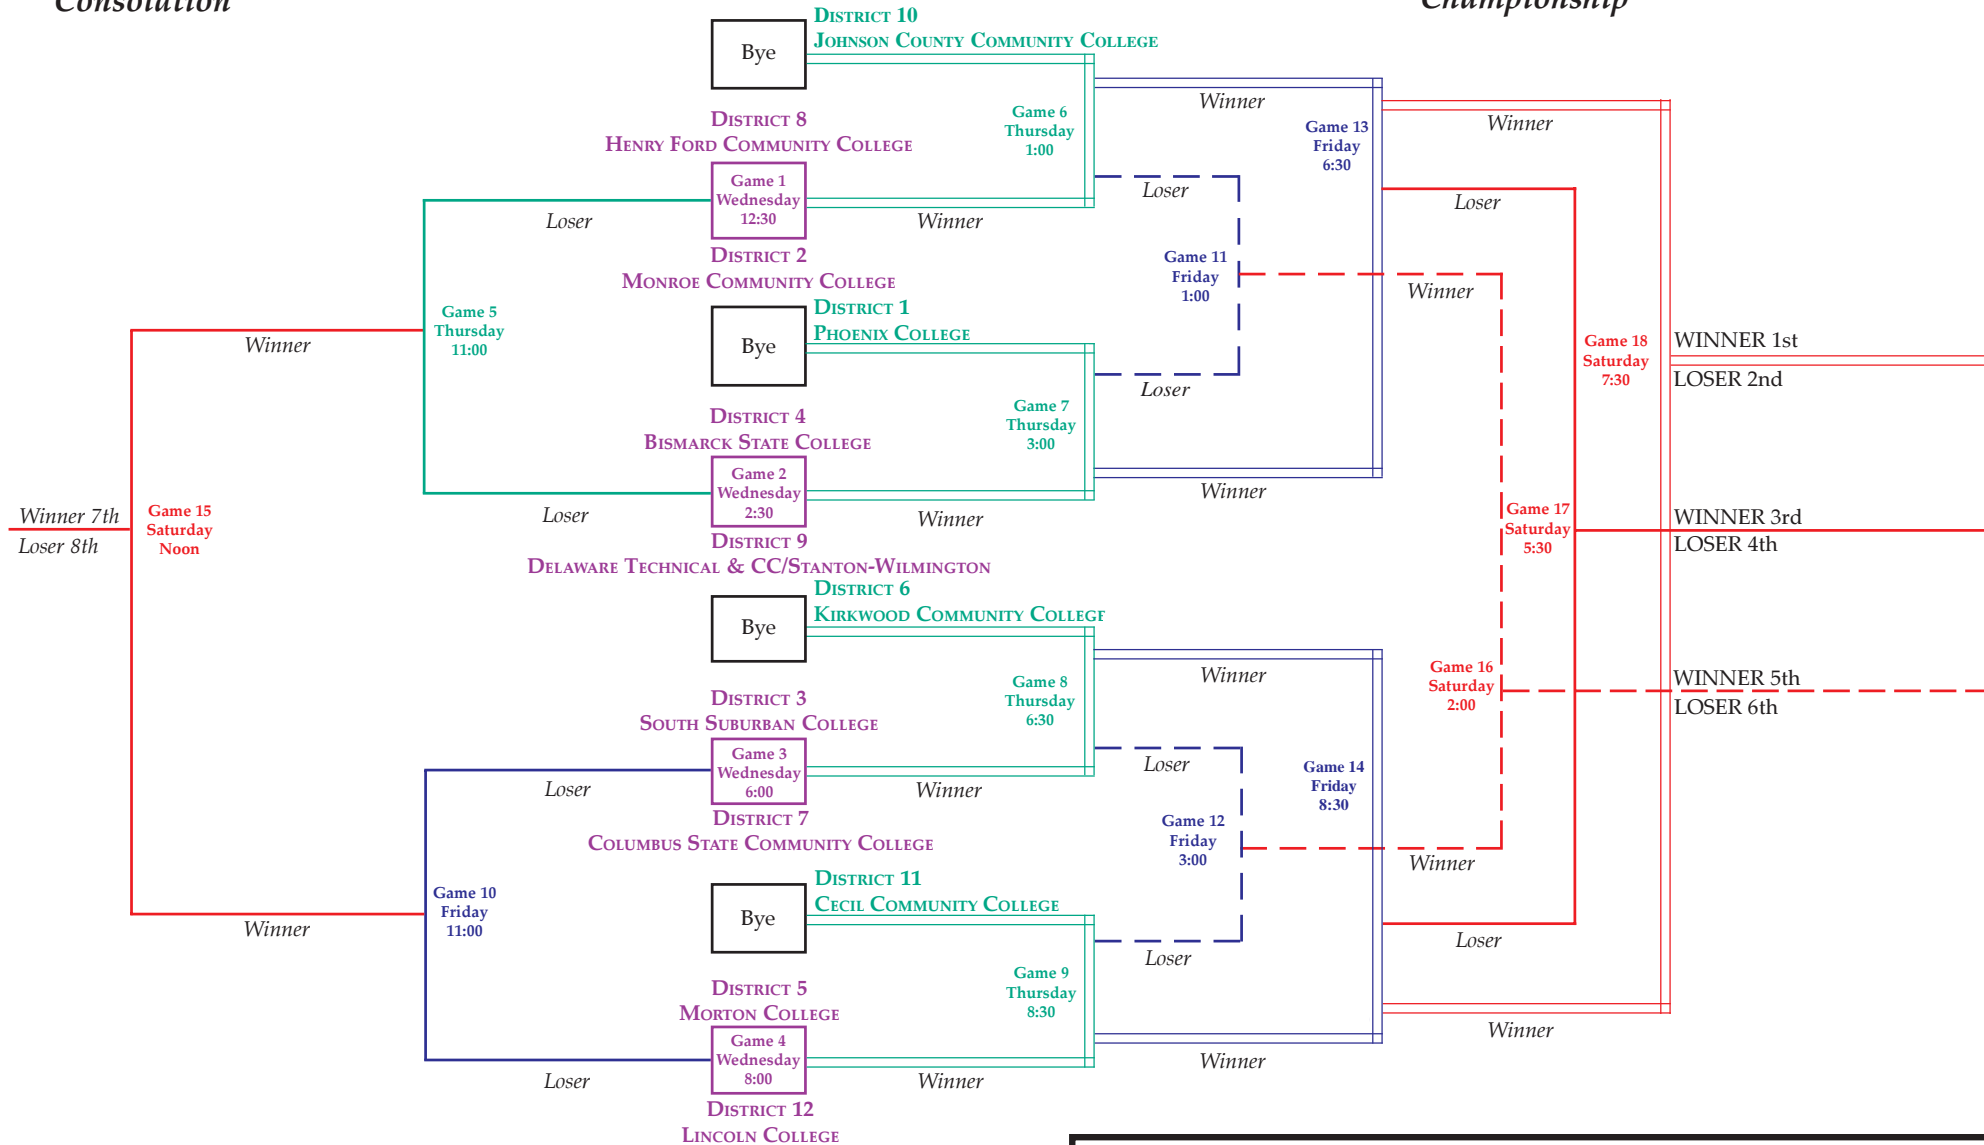 Consolation
Championship
District 10
Johnson County Community College
Bye
District 8
Henry Ford Community College
Game 1
Wednesday
12:30
District 2
Monroe Community College
Loser
Winner
Game 6
Thursday
1:00
Winner
Loser
Game 5
Thursday
11:00
Winner
District 1
Phoenix College
Bye
District 4
Bismarck State College
Game 2
Wednesday
2:30
District 9
Delaware Technical & CC/Stanton-Wilmington
Loser
Winner
Game 7
Thursday
3:00
Loser
Winner
Game 11
Friday
1:00
Winner
Game 13
Friday
6:30
Winner
Loser
Winner 7th
Loser 8th
Game 15
Saturday
Noon
District 6
Kirkwood Community College
Bye
District 3
South Suburban College
Game 3
Wednesday
6:00
District 7
Columbus State Community College
Loser
Winner
Game 8
Thursday
6:30
Winner
Loser
Game 10
Friday
11:00
Winner
District 11
Cecil Community College
Bye
District 5
Morton College
Game 4
Wednesday
8:00
District 12
Lincoln College
Loser
Winner
Game 9
Thursday
8:30
Loser
Winner
Game 12
Friday
3:00
Winner
Game 14
Friday
8:30
Loser
Winner
Game 16
Saturday
2:00
Game 17
Saturday
5:30
Game 18
Saturday
7:30
WINNER 1st
LOSER 2nd
WINNER 3rd
LOSER 4th
WINNER 5th
LOSER 6th